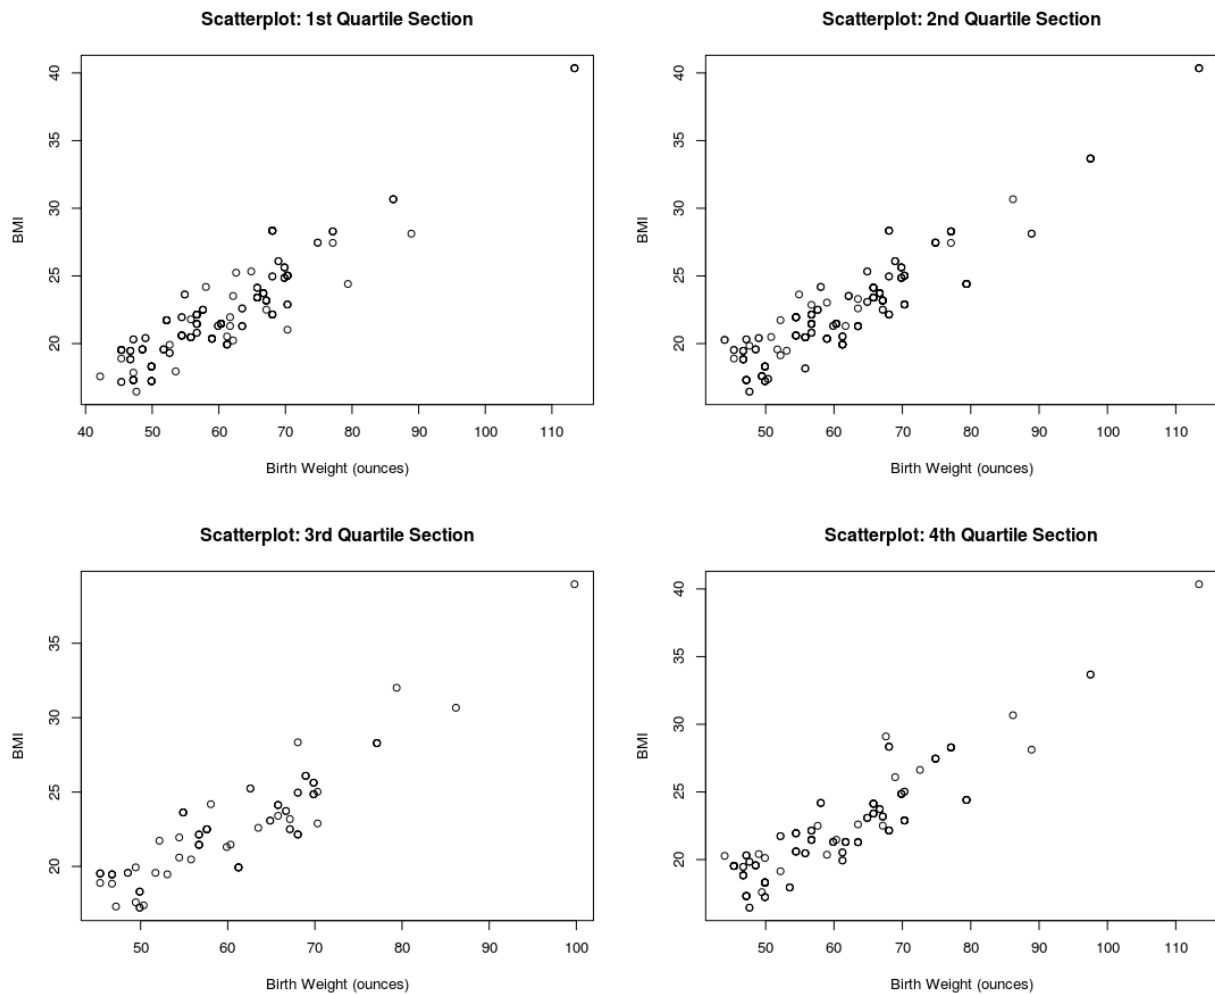 Scatterplot: 1st Quartile Section
BMI
40
35
30
25
20
40 50 60 70 80 90 100 110
Birth Weight (ounces)
Scatterplot: 2nd Quartile Section
BMI
40
35
30
25
20
50 60 70 80 90 100 110
Birth Weight (ounces)
Scatterplot: 3rd Quartile Section
BMI
35
30
25
20
50 60 70 80 90 100
Birth Weight (ounces)
Scatterplot: 4th Quartile Section
BMI
40
35
30
25
20
50 60 70 80 90 100 110
Birth Weight (ounces)